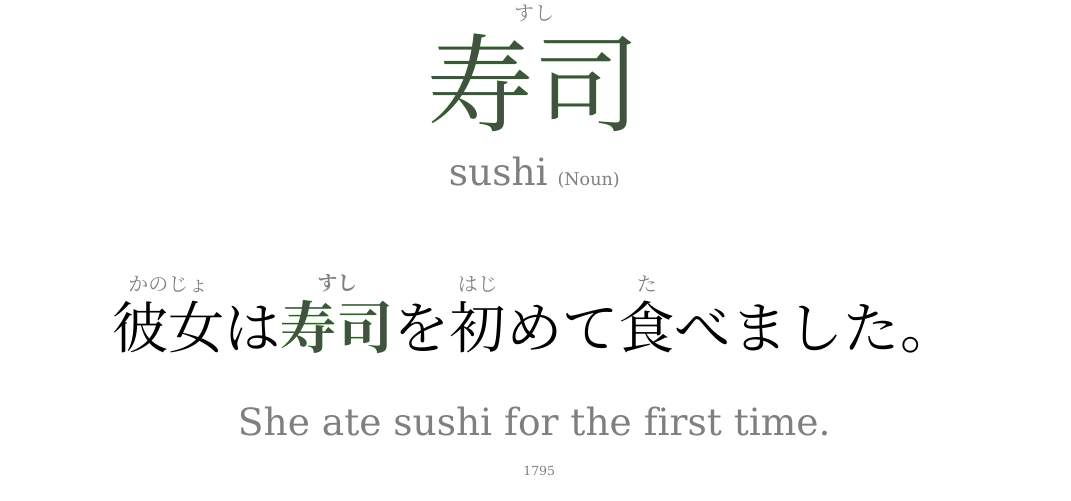 すし
寿司
sushi (Noun)
かのじょ すし はじ た
彼女は寿司を初めて食べました。
She ate sushi for the first time.
1795